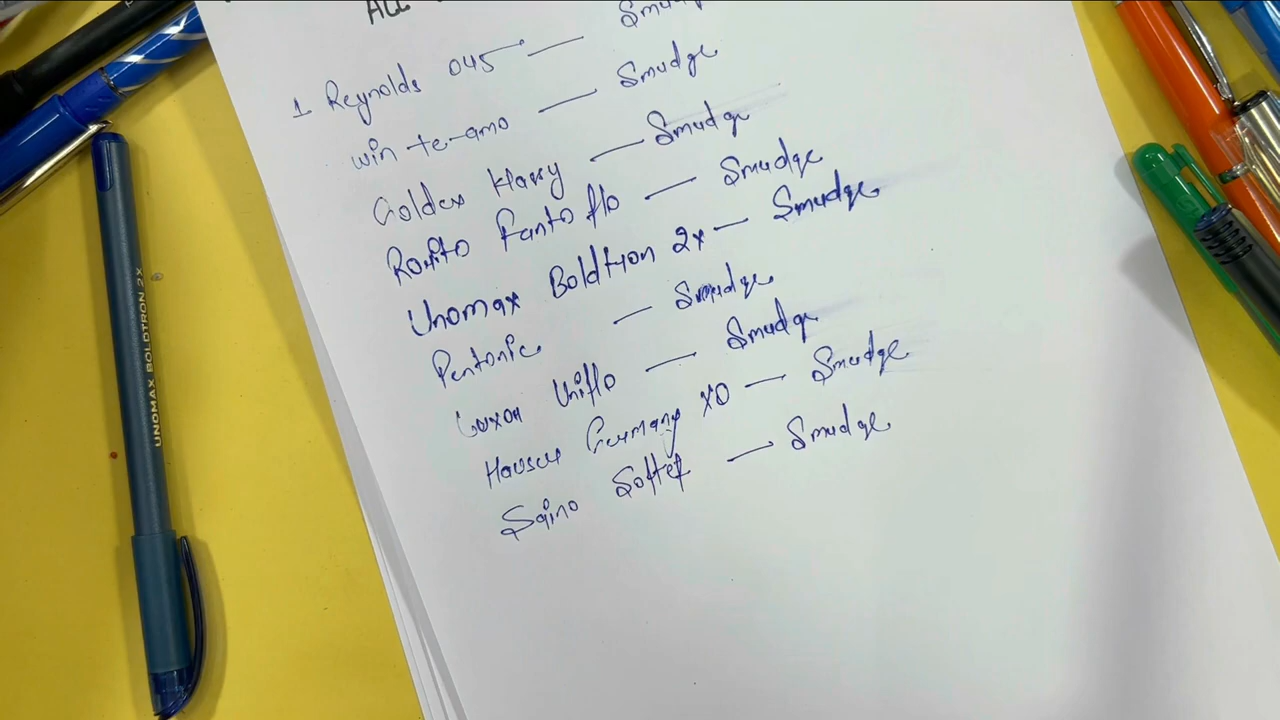 ALL
1 Reynolds 045 — Smudge
win te-amo — Smudge
Golden Klassy — Smudge
Rorito Fanto flo — Smudge
Unomax Boldtron 2x — Smudge
Pentonic — Smudge
Luxor Uniflo — Smudge
Hauser Germany XO — Smudge
Saino Softek — Smudge
UNOMAX BOLDTRON 2X